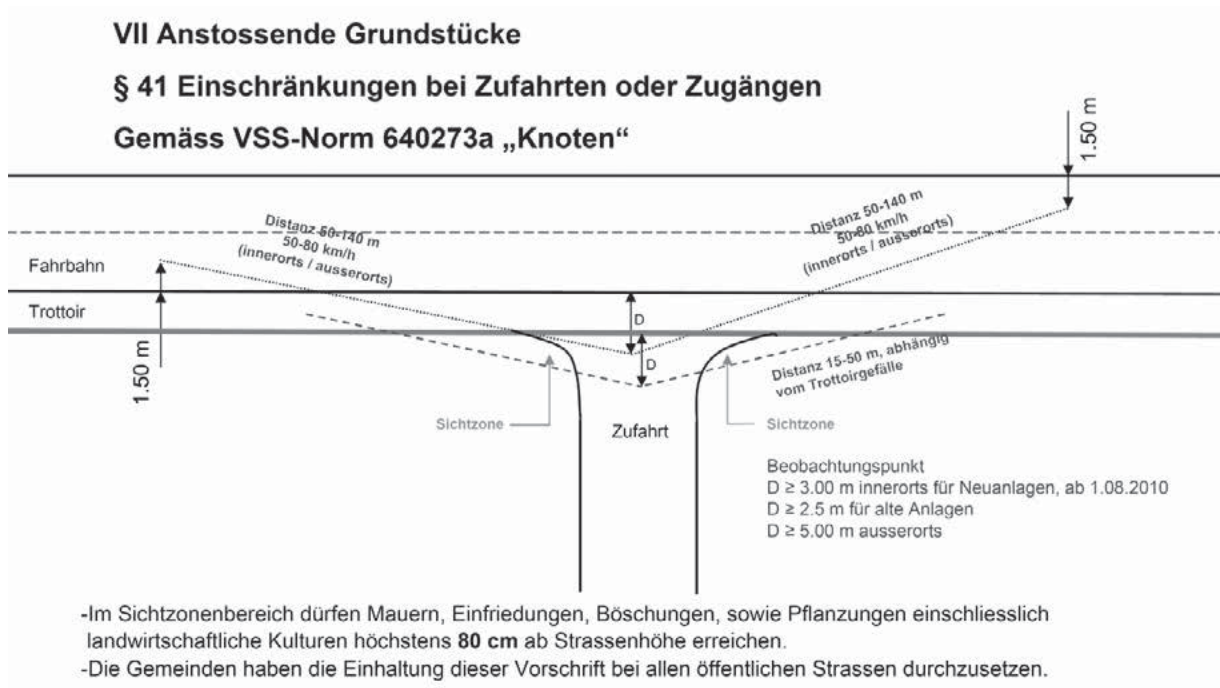 VII Anstossende Grundstücke
§ 41 Einschränkungen bei Zufahrten oder Zugängen
Gemäss VSS-Norm 640273a „Knoten“
1.50 m
Distanz 50-140 m
50-80 km/h
(innerorts / ausserorts)
Distanz 50-140 m
50-80 km/h
(innerorts / ausserorts)
Fahrbahn
Trottoir
D
D
1.50 m
Distanz 15-50 m, abhängig
vom Trottoirgefälle
Sichtzone
Zufahrt
Sichtzone
Beobachtungspunkt
D ≥ 3.00 m innerorts für Neuanlagen, ab 1.08.2010
D ≥ 2.5 m für alte Anlagen
D ≥ 5.00 m ausserorts
-Im Sichtzonenbereich dürfen Mauern, Einfriedungen, Böschungen, sowie Pflanzungen einschliesslich
landwirtschaftliche Kulturen höchstens 80 cm ab Strassenhöhe erreichen.
-Die Gemeinden haben die Einhaltung dieser Vorschrift bei allen öffentlichen Strassen durchzusetzen.